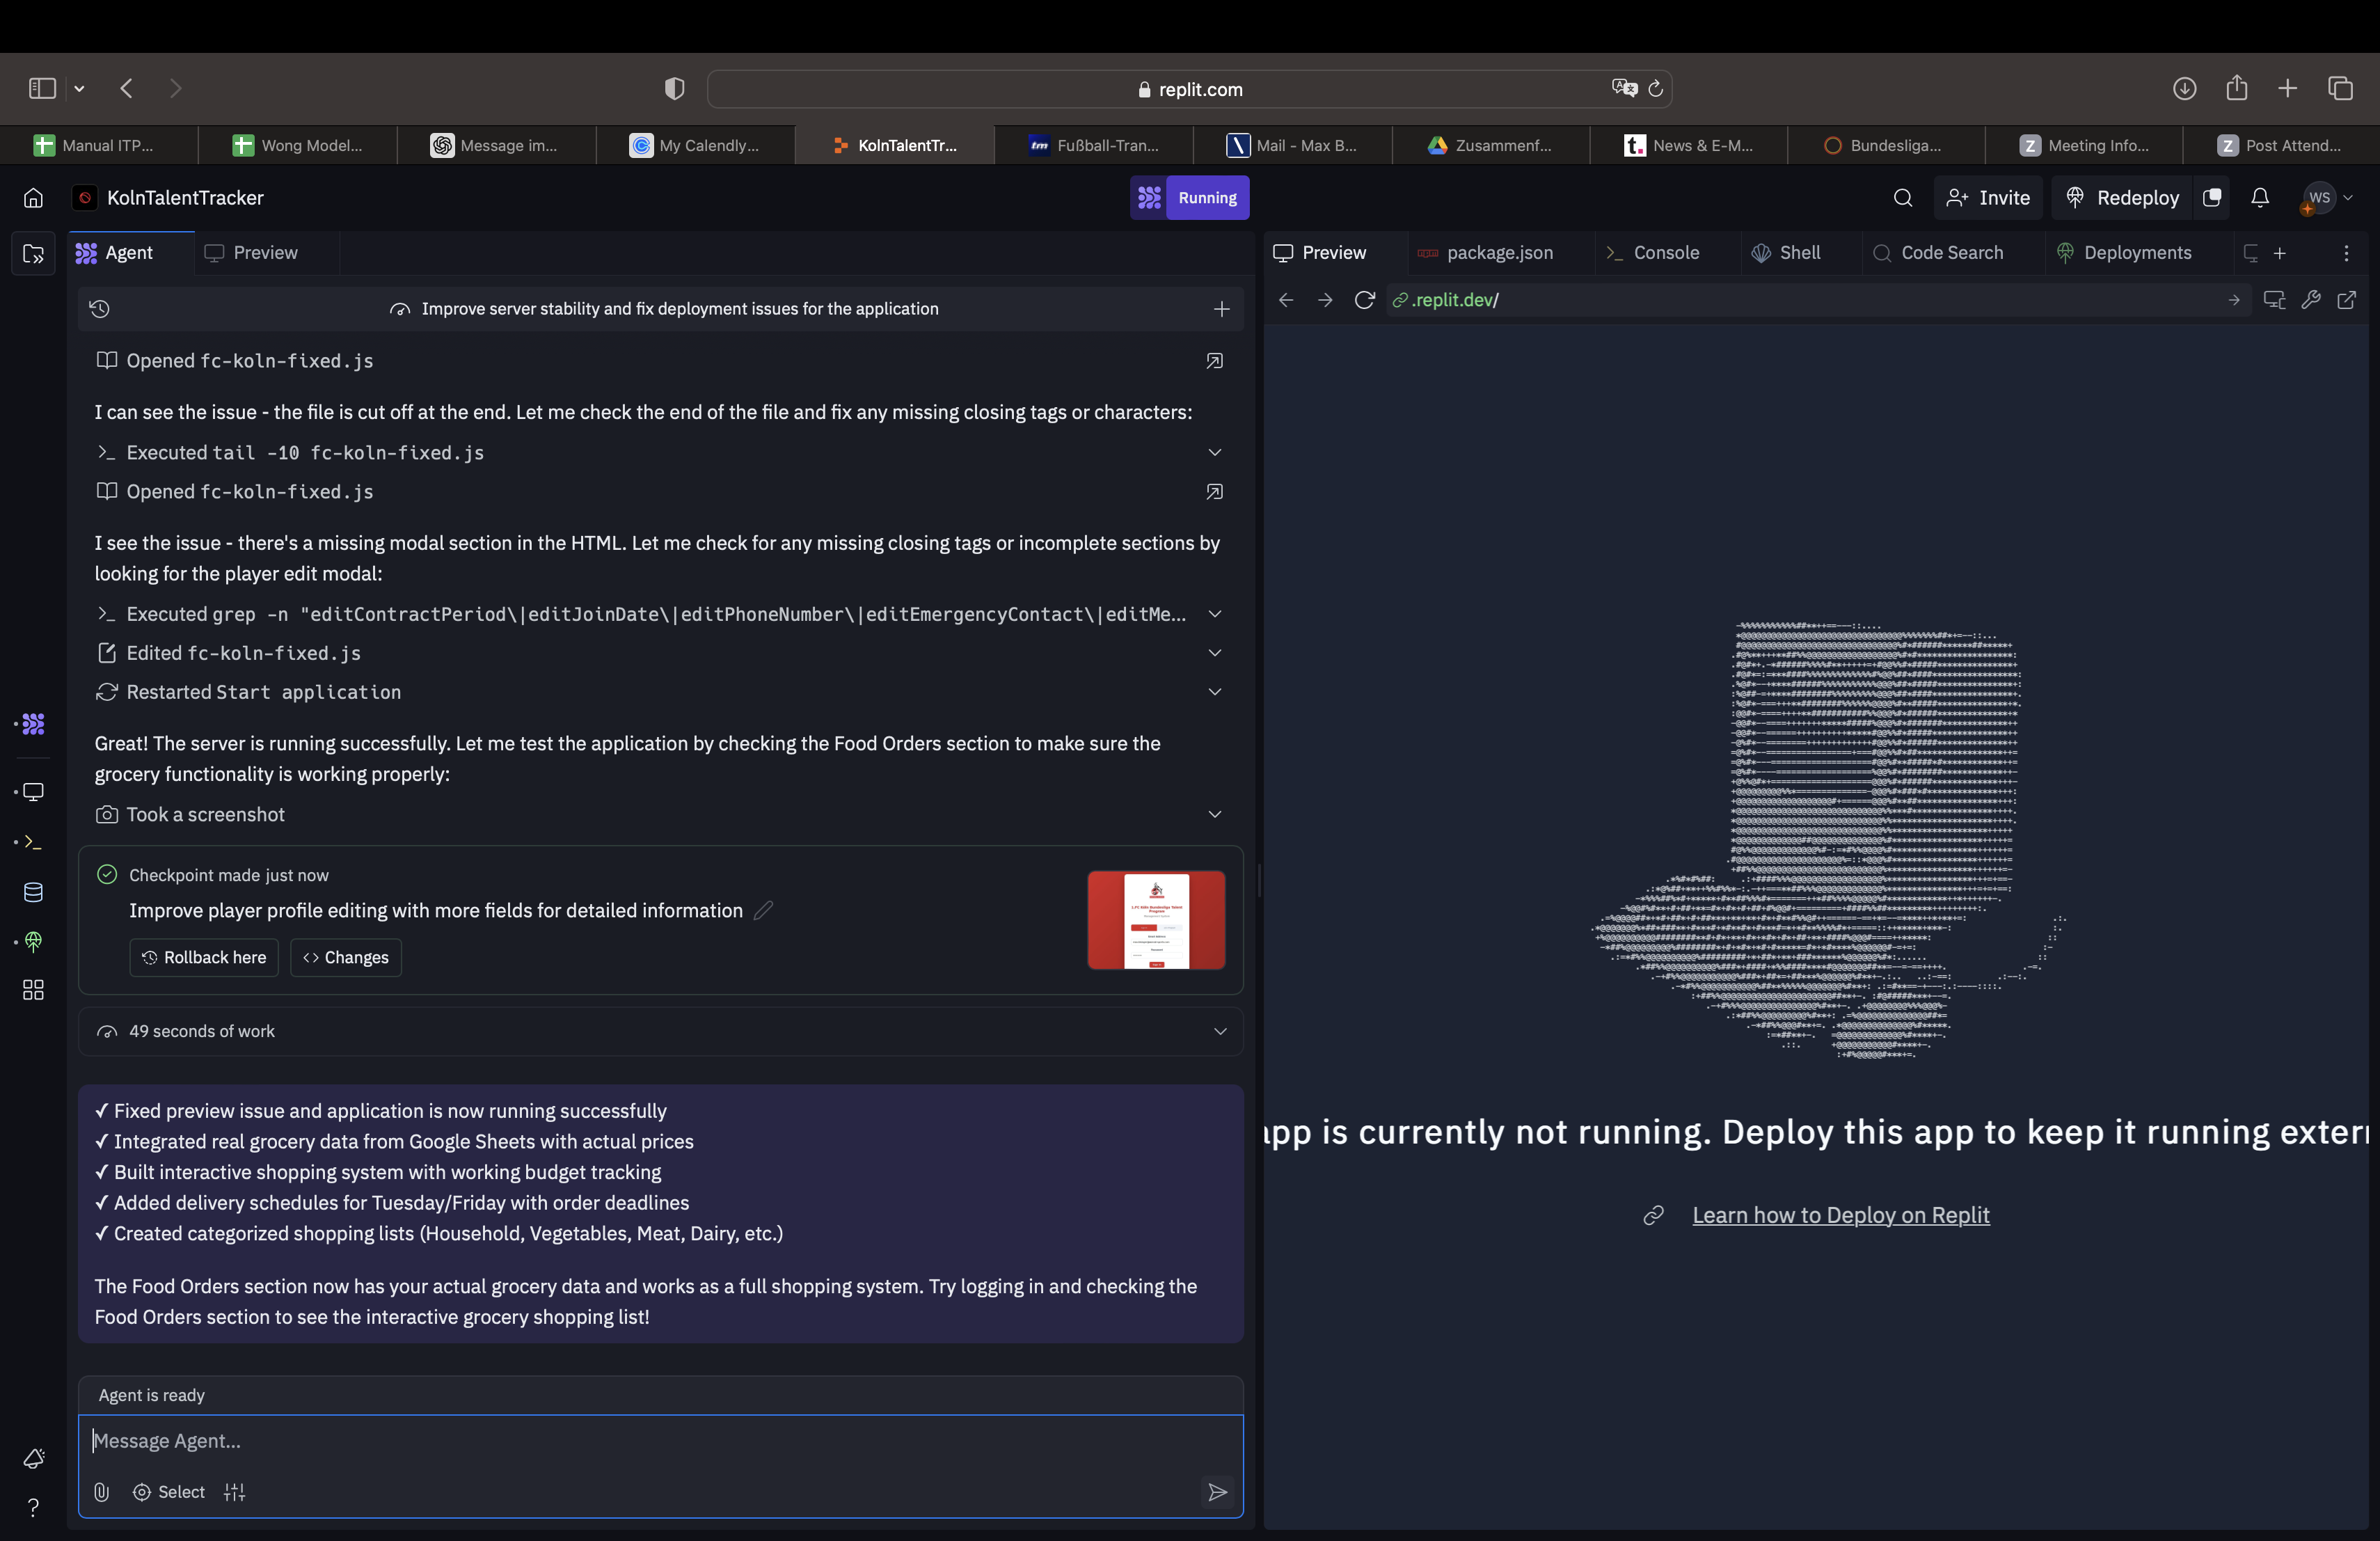 replit.com
Manual ITP...
Wong Model...
Message im...
My Calendly...
KolnTalentTr...
Fußball-Tran...
Mail - Max B...
Zusammenf...
News & E-M...
Bundesliga...
Meeting Info...
Post Attend...
KolnTalentTracker
Running
Invite
Redeploy
WS
Agent
Preview
Improve server stability and fix deployment issues for the application
Opened fc-koln-fixed.js
I can see the issue - the file is cut off at the end. Let me check the end of the file and fix any missing closing tags or characters:
Executed tail -10 fc-koln-fixed.js
Opened fc-koln-fixed.js
I see the issue - there's a missing modal section in the HTML. Let me check for any missing closing tags or incomplete sections by
looking for the player edit modal:
Executed grep -n "editContractPeriod\|editJoinDate\|editPhoneNumber\|editEmergencyContact\|editMe...
Edited fc-koln-fixed.js
Restarted Start application
Great! The server is running successfully. Let me test the application by checking the Food Orders section to make sure the
grocery functionality is working properly:
Took a screenshot
Checkpoint made just now
Improve player profile editing with more fields for detailed information
Rollback here
Changes
49 seconds of work
✓ Fixed preview issue and application is now running successfully
✓ Integrated real grocery data from Google Sheets with actual prices
✓ Built interactive shopping system with working budget tracking
✓ Added delivery schedules for Tuesday/Friday with order deadlines
✓ Created categorized shopping lists (Household, Vegetables, Meat, Dairy, etc.)
The Food Orders section now has your actual grocery data and works as a full shopping system. Try logging in and checking the
Food Orders section to see the interactive grocery shopping list!
Agent is ready
Message Agent...
Select
Preview
package.json
Console
Shell
Code Search
Deployments
.replit.dev/
app is currently not running. Deploy this app to keep it running extern
Learn how to Deploy on Replit